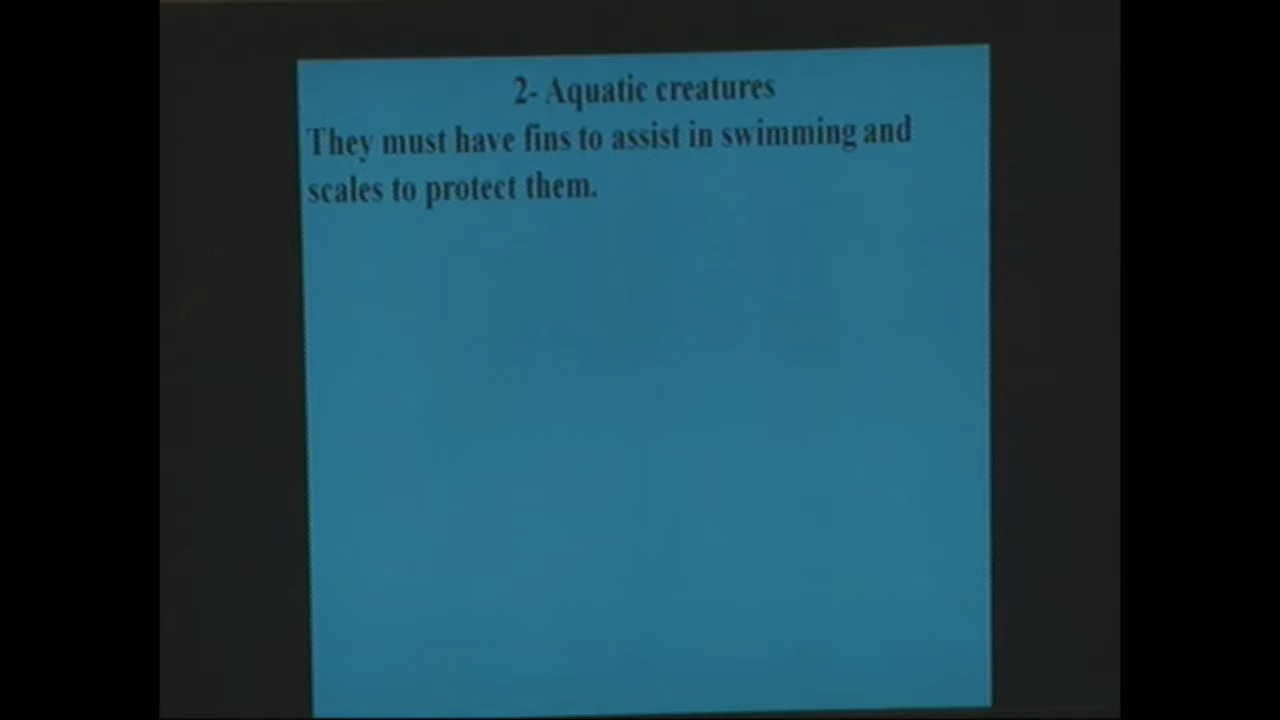 2- Aquatic creatures
They must have fins to assist in swimming and
scales to protect them.